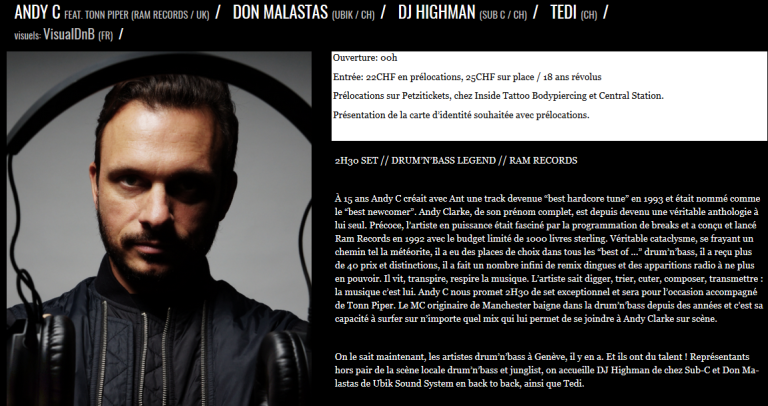 ANDY C FEAT. TONN PIPER (RAM RECORDS / UK) / DON MALASTAS (UBIK / CH) / DJ HIGHMAN (SUB C / CH) / TEDI (CH) /
visuels: VisualDnB (FR) /
Ouverture: 00h
Entrée: 22CHF en prélocations, 25CHF sur place / 18 ans révolus
Prélocations sur Petzitickets, chez Inside Tattoo Bodypiercing et Central Station.
Présentation de la carte d'identité souhaitée avec prélocations.
2H30 SET // DRUM'N'BASS LEGEND // RAM RECORDS
À 15 ans Andy C créait avec Ant une track devenue "best hardcore tune" en 1993 et était nommé comme
le "best newcomer". Andy Clarke, de son prénom complet, est depuis devenu une véritable anthologie à
lui seul. Précoce, l'artiste en puissance était fasciné par la programmation de breaks et a conçu et lancé
Ram Records en 1992 avec le budget limité de 1000 livres sterling. Véritable cataclysme, se frayant un
chemin tel la météorite, il a eu des places de choix dans tous les "best of ..." drum'n'bass, il a reçu plus
de 40 prix et distinctions, il a fait un nombre infini de remix dingues et des apparitions radio à ne plus
en pouvoir. Il vit, transpire, respire la musique. L'artiste sait digger, trier, cuter, composer, transmettre :
la musique c'est lui. Andy C nous promet 2H30 de set exceptionnel et sera pour l'occasion accompagné
de Tonn Piper. Le MC originaire de Manchester baigne dans la drum'n'bass depuis des années et c'est sa
capacité à surfer sur n'importe quel mix qui lui permet de se joindre à Andy Clarke sur scène.
On le sait maintenant, les artistes drum'n'bass à Genève, il y en a. Et ils ont du talent ! Représentants
hors pair de la scène locale drum'n'bass et junglist, on accueille DJ Highman de chez Sub-C et Don Ma-
lastas de Ubik Sound System en back to back, ainsi que Tedi.